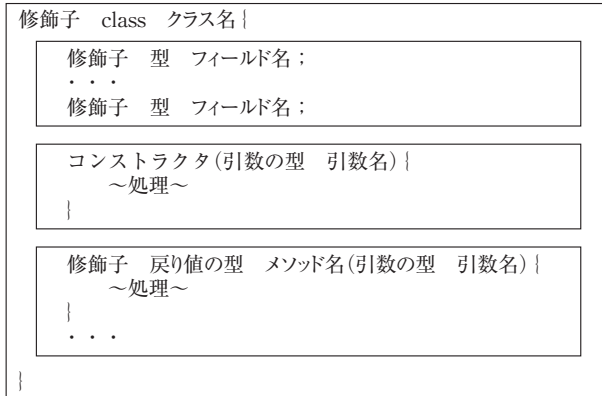 修飾子　class　クラス名{
修飾子　型　フィールド名；
・・・
修飾子　型　フィールド名；
コンストラクタ(引数の型　引数名){
～処理～
}
修飾子　戻り値の型　メソッド名(引数の型　引数名){
～処理～
}
・・・
}